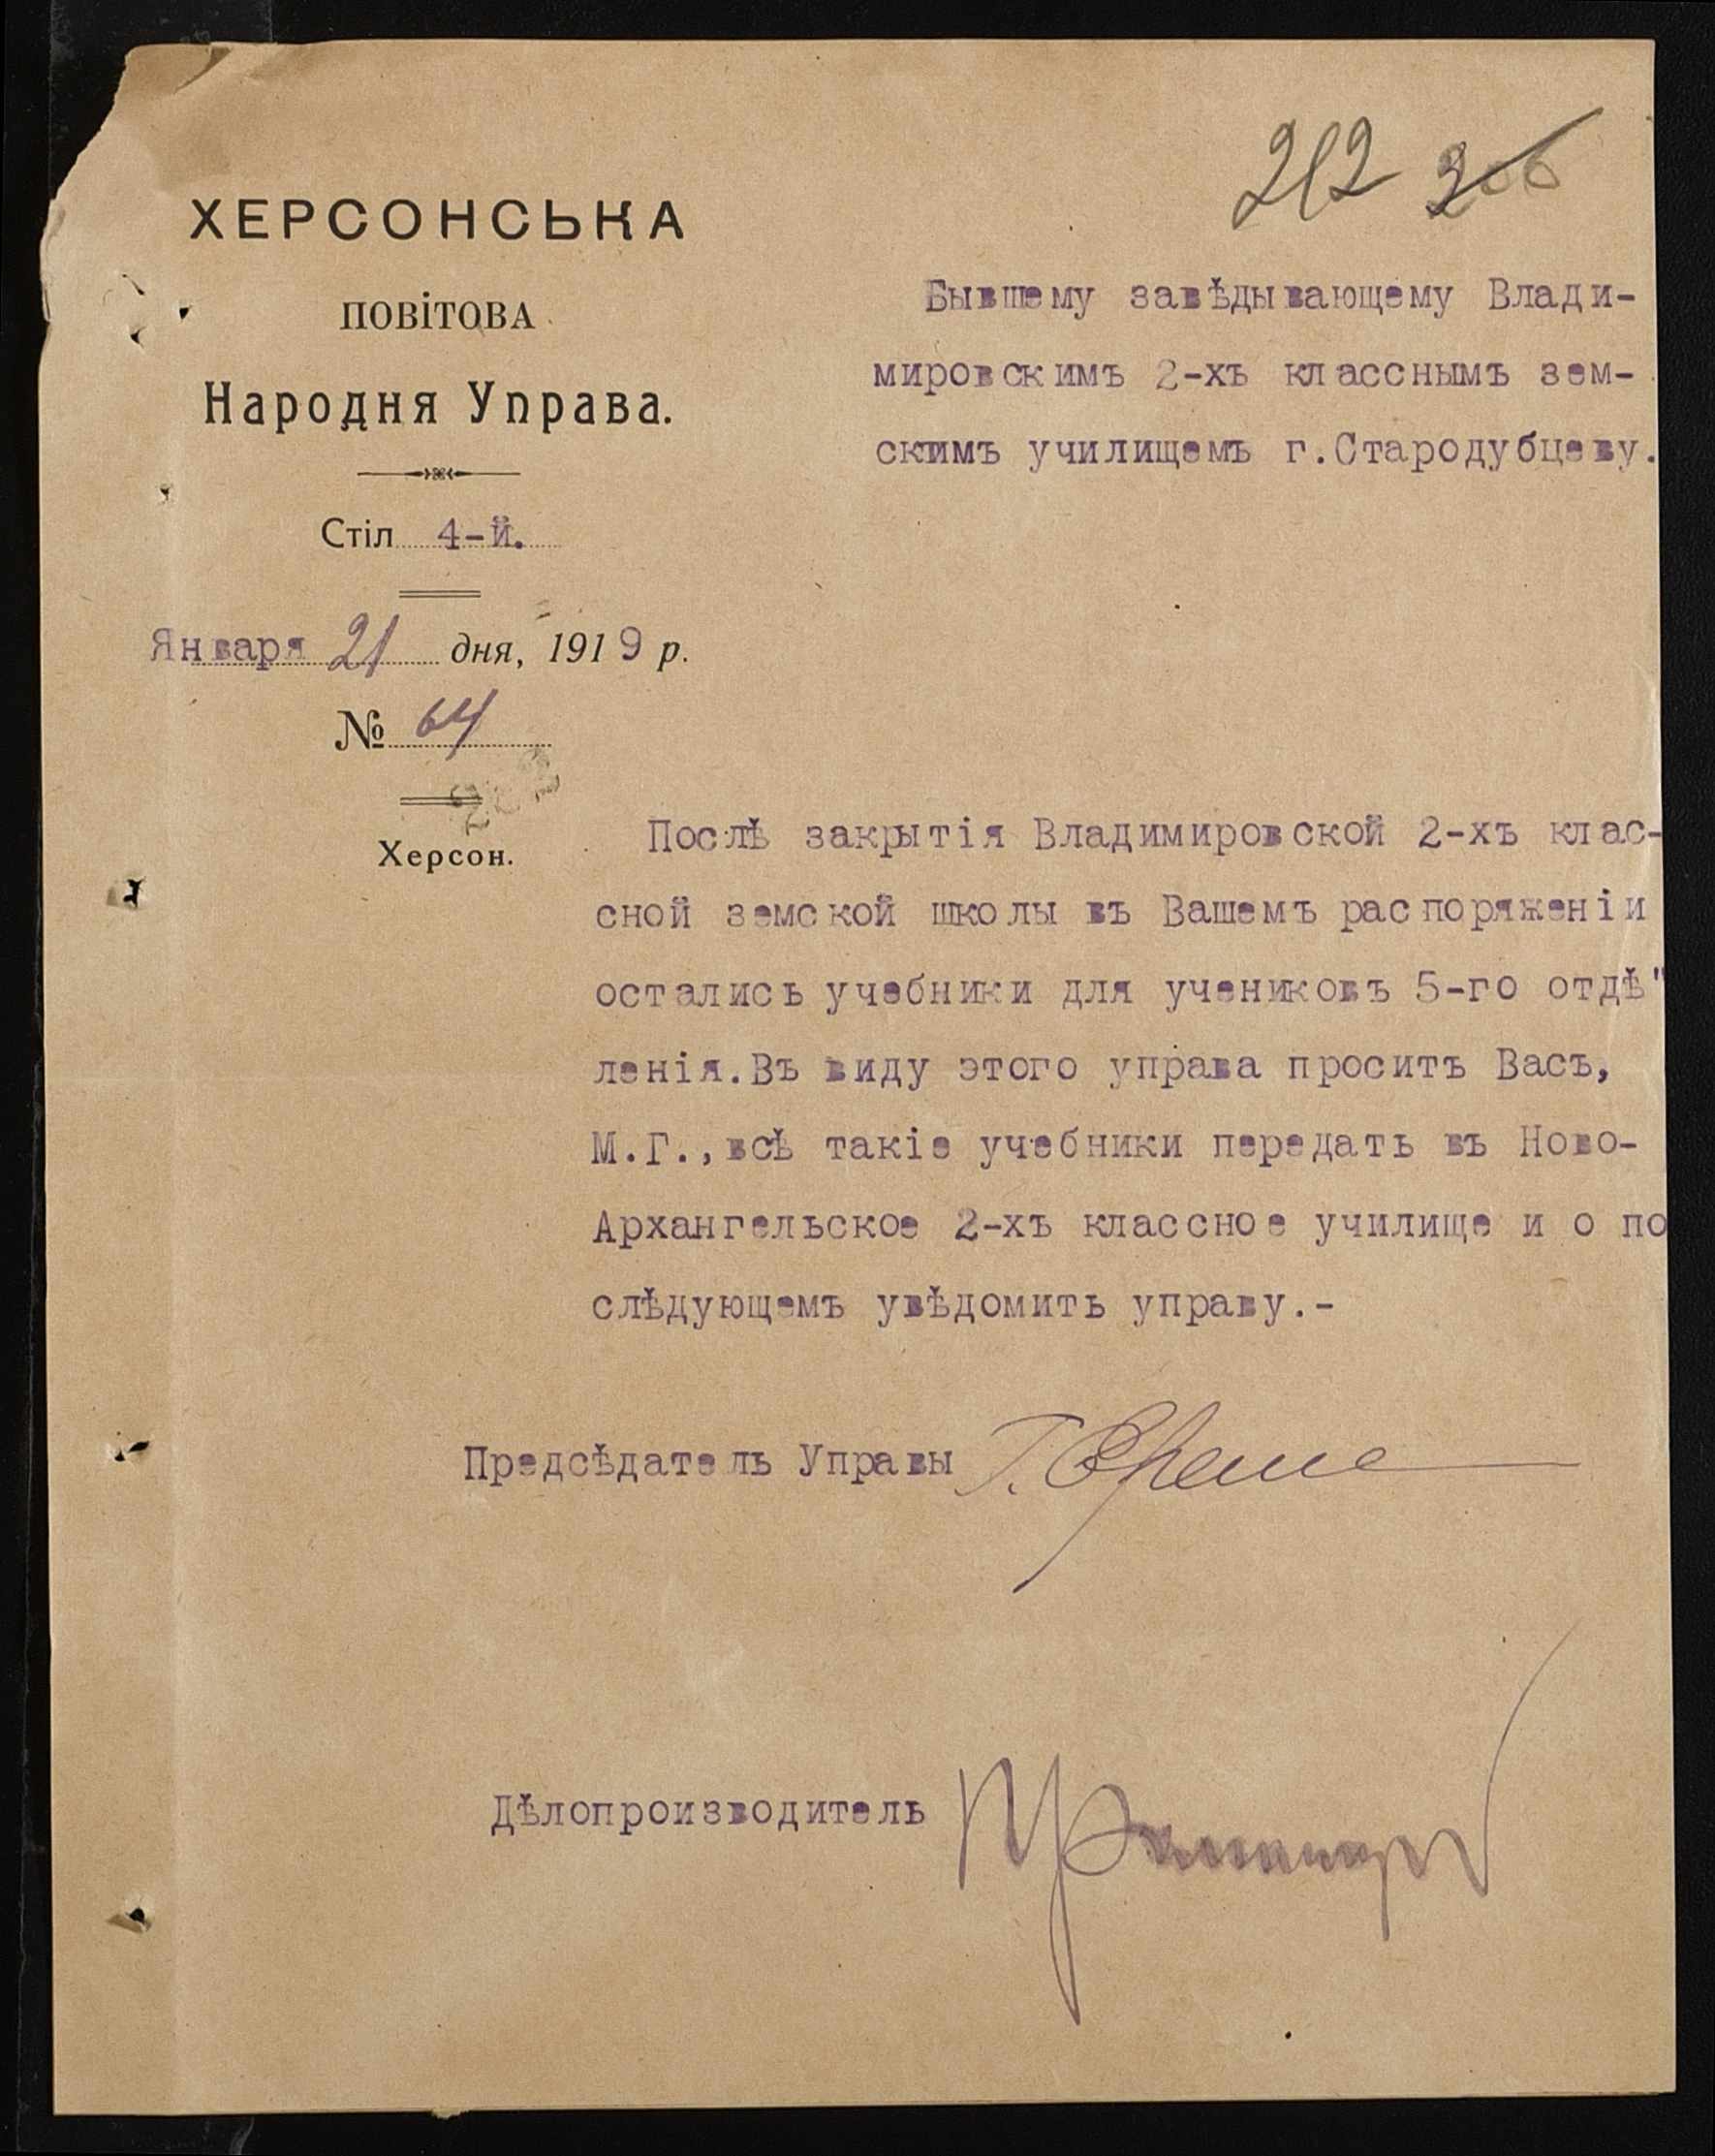 212 206
ХЕРСОНСЬКА
ПОВІТОВА
Народня Управа.
Стіл 4-й.
Января 21 дня, 1919 р.
№ 64
Херсон.
Бывшему завѣдывающему Влади-
мировскимъ 2-хъ класснымъ зем-
скимъ училищемъ г.Стародубцеву.
Послѣ закрытія Владимировской 2-хъ клас-
сной земской школы въ Вашемъ распоряженіи
остались учебники для учениковъ 5-го отдѣ"
ленія.Въ виду этого управа проситъ Васъ,
М.Г.,всѣ такіе учебники передать въ Ново-
Архангельское 2-хъ классное училище и о по
слѣдующемъ увѣдомить управу.-
Предсѣдатель Управы
Дѣлопроизводитель